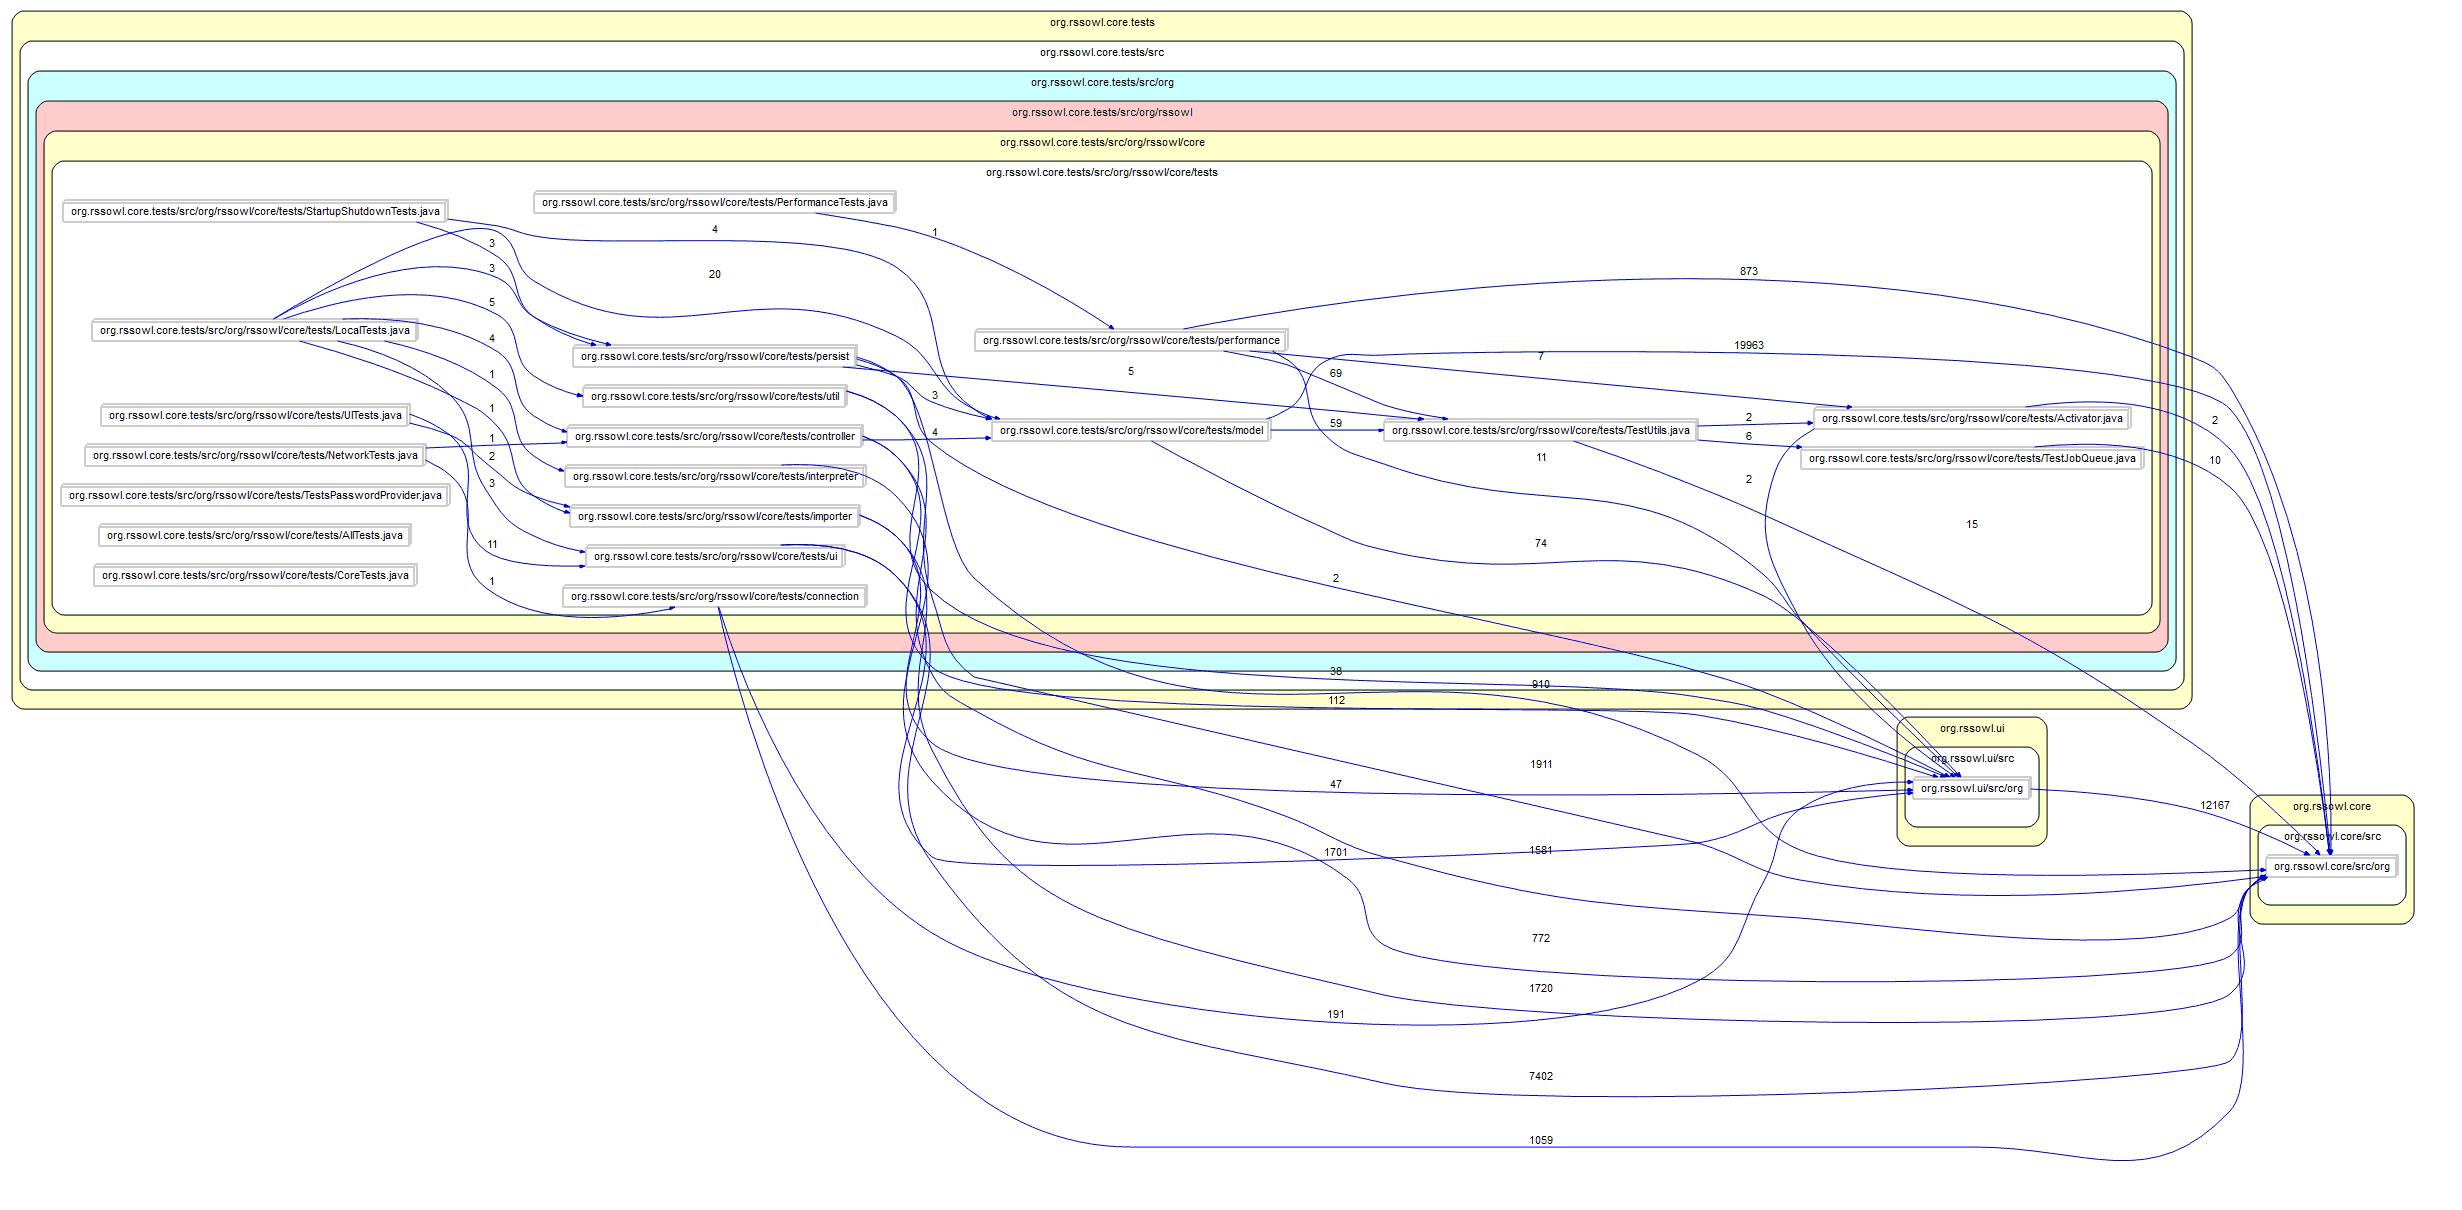 org.rssowl.core.tests
org.rssowl.core.tests/src
org.rssowl.core.tests/src/org
org.rssowl.core.tests/src/org/rssowl
org.rssowl.core.tests/src/org/rssowl/core
org.rssowl.core.tests/src/org/rssowl/core/tests
org.rssowl.core.tests/src/org/rssowl/core/tests/PerformanceTests.java
org.rssowl.core.tests/src/org/rssowl/core/tests/StartupShutdownTests.java
4
1
3
3
20
873
5
org.rssowl.core.tests/src/org/rssowl/core/tests/LocalTests.java
4
org.rssowl.core.tests/src/org/rssowl/core/tests/performance
19963
org.rssowl.core.tests/src/org/rssowl/core/tests/persist
7
5
69
1
org.rssowl.core.tests/src/org/rssowl/core/tests/util
3
1
org.rssowl.core.tests/src/org/rssowl/core/tests/UITests.java
2
org.rssowl.core.tests/src/org/rssowl/core/tests/Activator.java
2
59
org.rssowl.core.tests/src/org/rssowl/core/tests/model
org.rssowl.core.tests/src/org/rssowl/core/tests/TestUtils.java
4
1
org.rssowl.core.tests/src/org/rssowl/core/tests/controller
6
org.rssowl.core.tests/src/org/rssowl/core/tests/NetworkTests.java
2
11
org.rssowl.core.tests/src/org/rssowl/core/tests/TestJobQueue.java
10
org.rssowl.core.tests/src/org/rssowl/core/tests/interpreter
3
2
org.rssowl.core.tests/src/org/rssowl/core/tests/TestsPasswordProvider.java
org.rssowl.core.tests/src/org/rssowl/core/tests/importer
15
org.rssowl.core.tests/src/org/rssowl/core/tests/AllTests.java
11
74
org.rssowl.core.tests/src/org/rssowl/core/tests/ui
org.rssowl.core.tests/src/org/rssowl/core/tests/CoreTests.java
1
2
org.rssowl.core.tests/src/org/rssowl/core/tests/connection
38
910
112
org.rssowl.ui
org.rssowl.ui/src
1911
47
org.rssowl.ui/src/org
12167
org.rssowl.core
org.rssowl.core/src
1701
1581
org.rssowl.core/src/org
772
1720
191
7402
1059